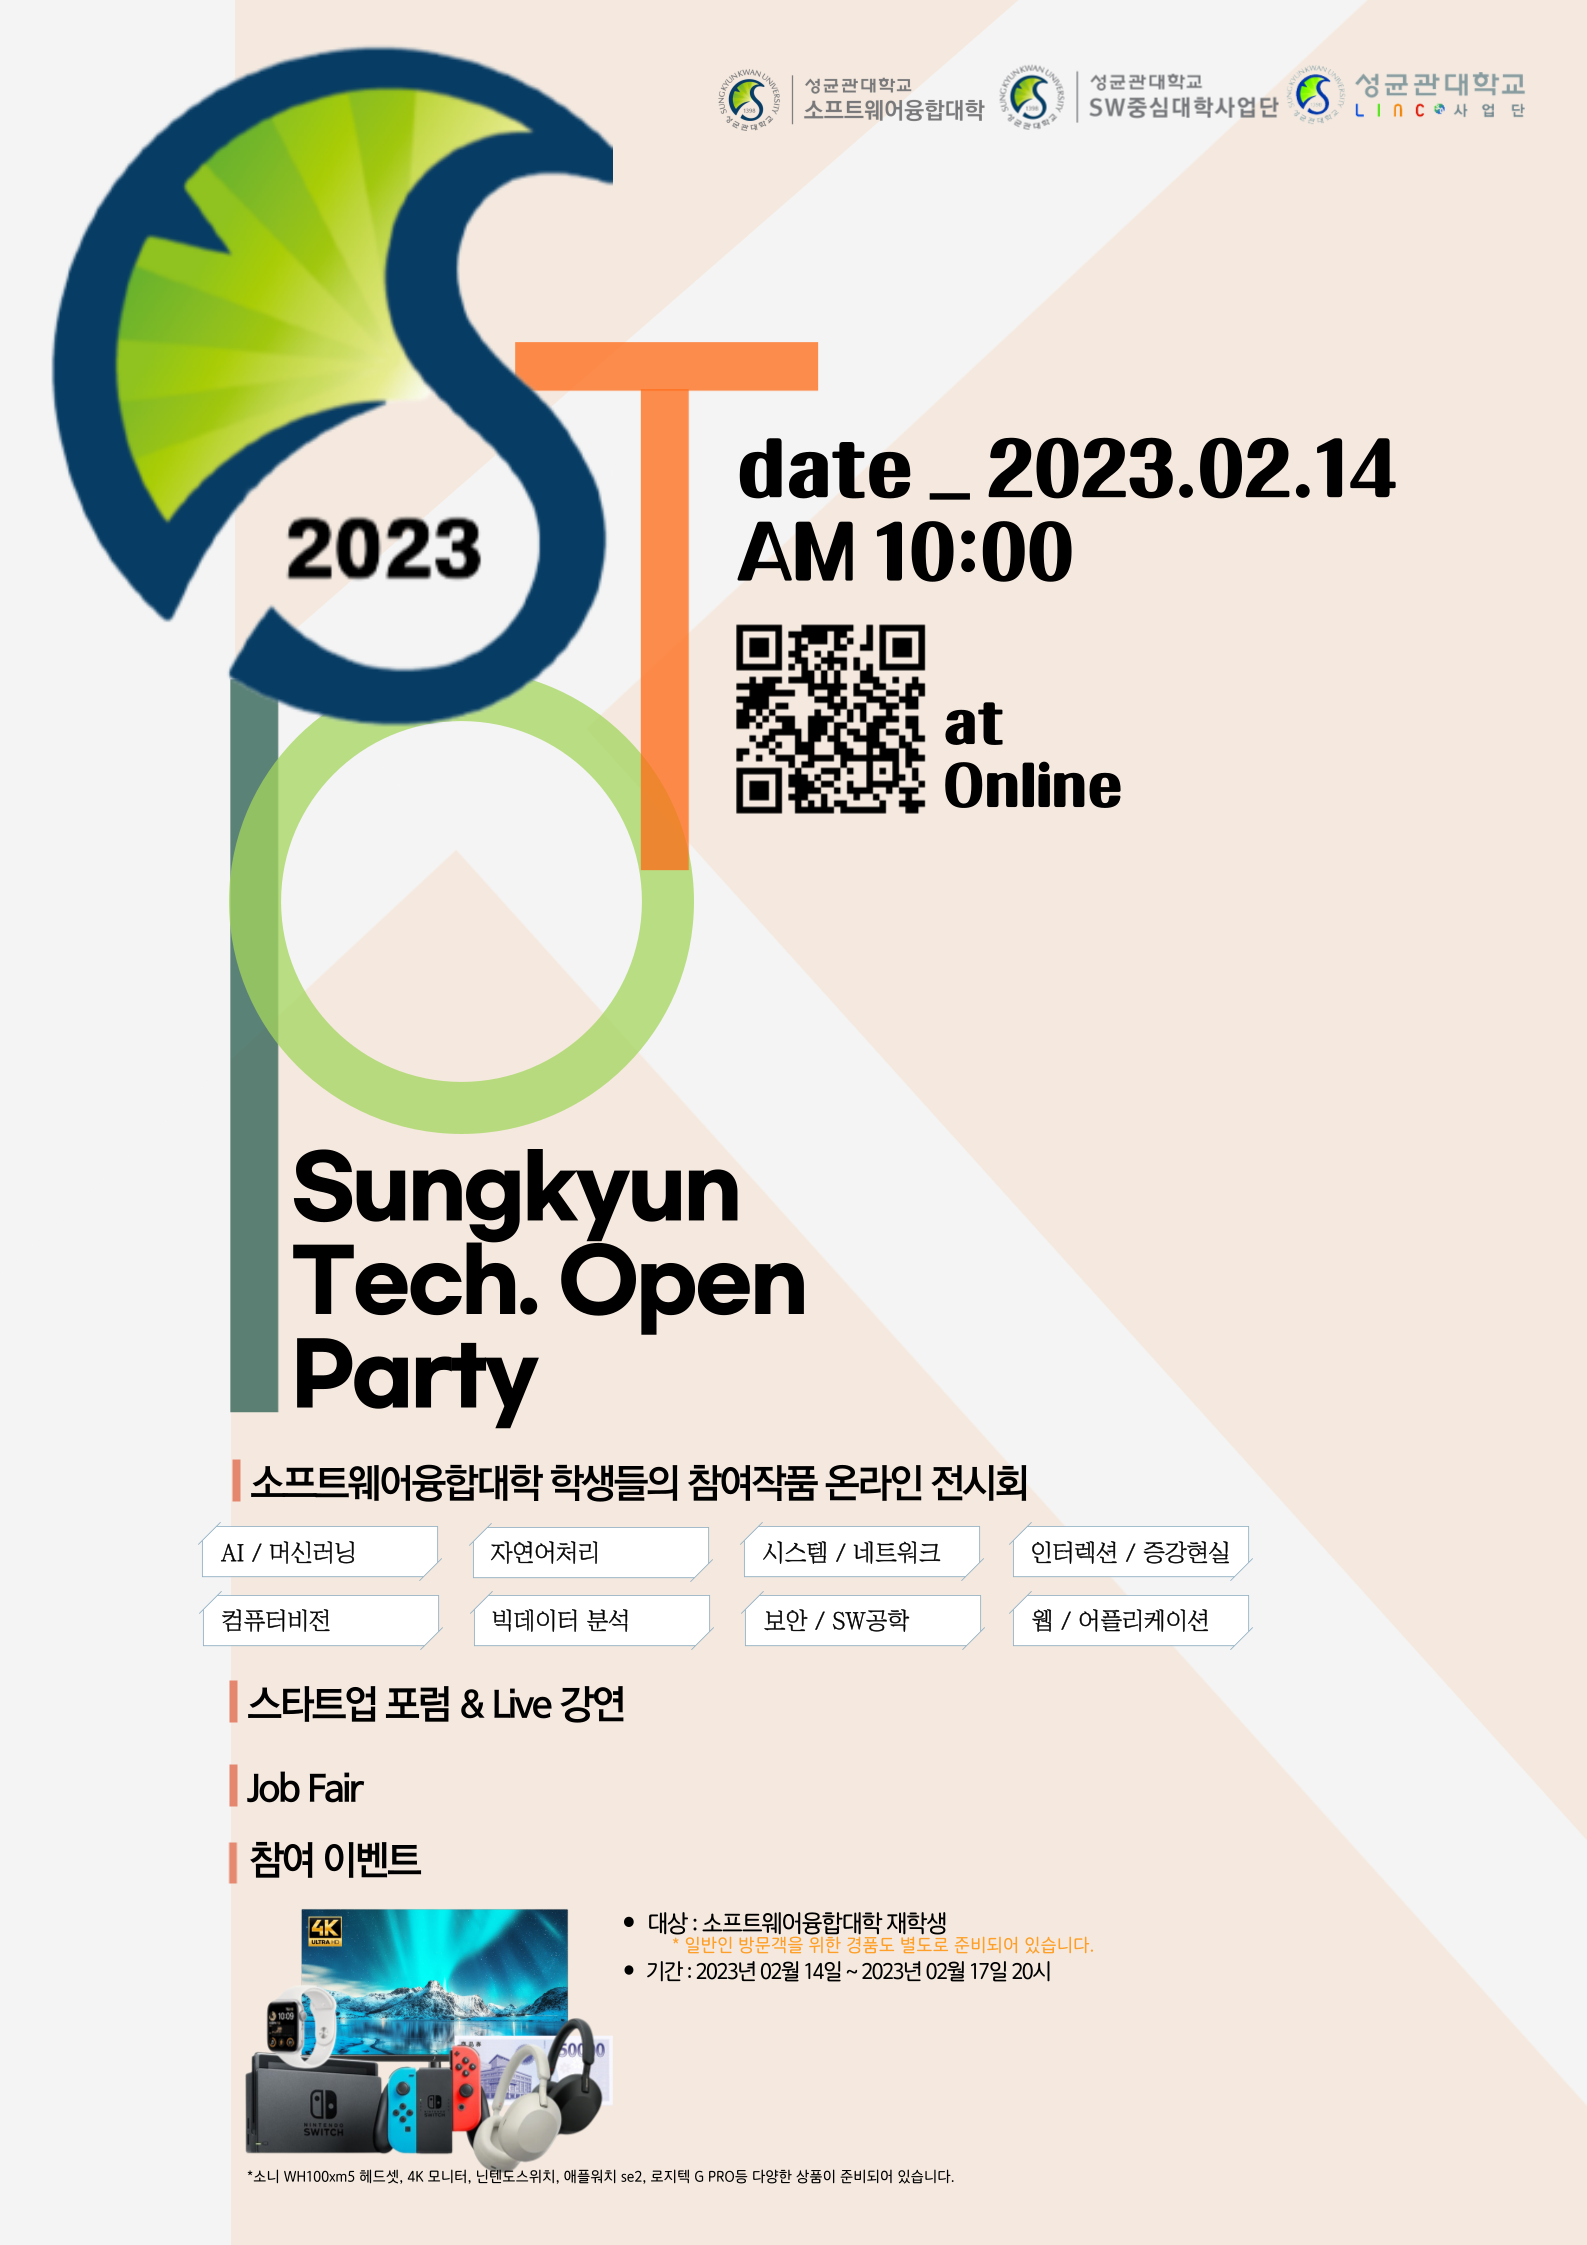 성균관대학교
소프트웨어융합대학
성균관대학교
SW중심대학사업단
성균관대학교
LINC 사업단
2023
date _ 2023.02.14
AM 10:00
at
Online
Sungkyun
Tech. Open
Party
소프트웨어융합대학 학생들의 참여작품 온라인 전시회
AI / 머신러닝
자연어처리
시스템 / 네트워크
인터렉션 / 증강현실
컴퓨터비전
빅데이터 분석
보안 / SW공학
웹 / 어플리케이션
스타트업 포럼 & Live 강연
Job Fair
참여 이벤트
4K
ULTRA HD
10:09
NINTENDO
SWITCH
• 대상 : 소프트웨어융합대학 재학생
* 일반인 방문객을 위한 경품도 별도로 준비되어 있습니다.
• 기간 : 2023년 02월 14일 ~ 2023년 02월 17일 20시
*소니 WH100xm5 헤드셋, 4K 모니터, 닌텐도스위치, 애플워치 se2, 로지텍 G PRO등 다양한 상품이 준비되어 있습니다.